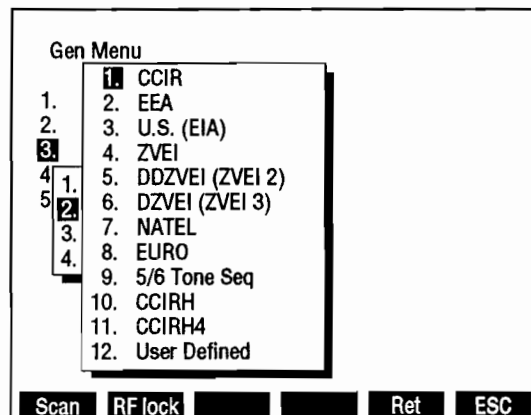 Gen Menu
1.
2.
3.
4
5
1.
2.
3.
4.
1. CCIR
2. EEA
3. U.S. (EIA)
4. ZVEI
5. DDZVEI (ZVEI 2)
6. DZVEI (ZVEI 3)
7. NATEL
8. EURO
9. 5/6 Tone Seq
10. CCIRH
11. CCIRH4
12. User Defined
Scan RF lock Ret ESC